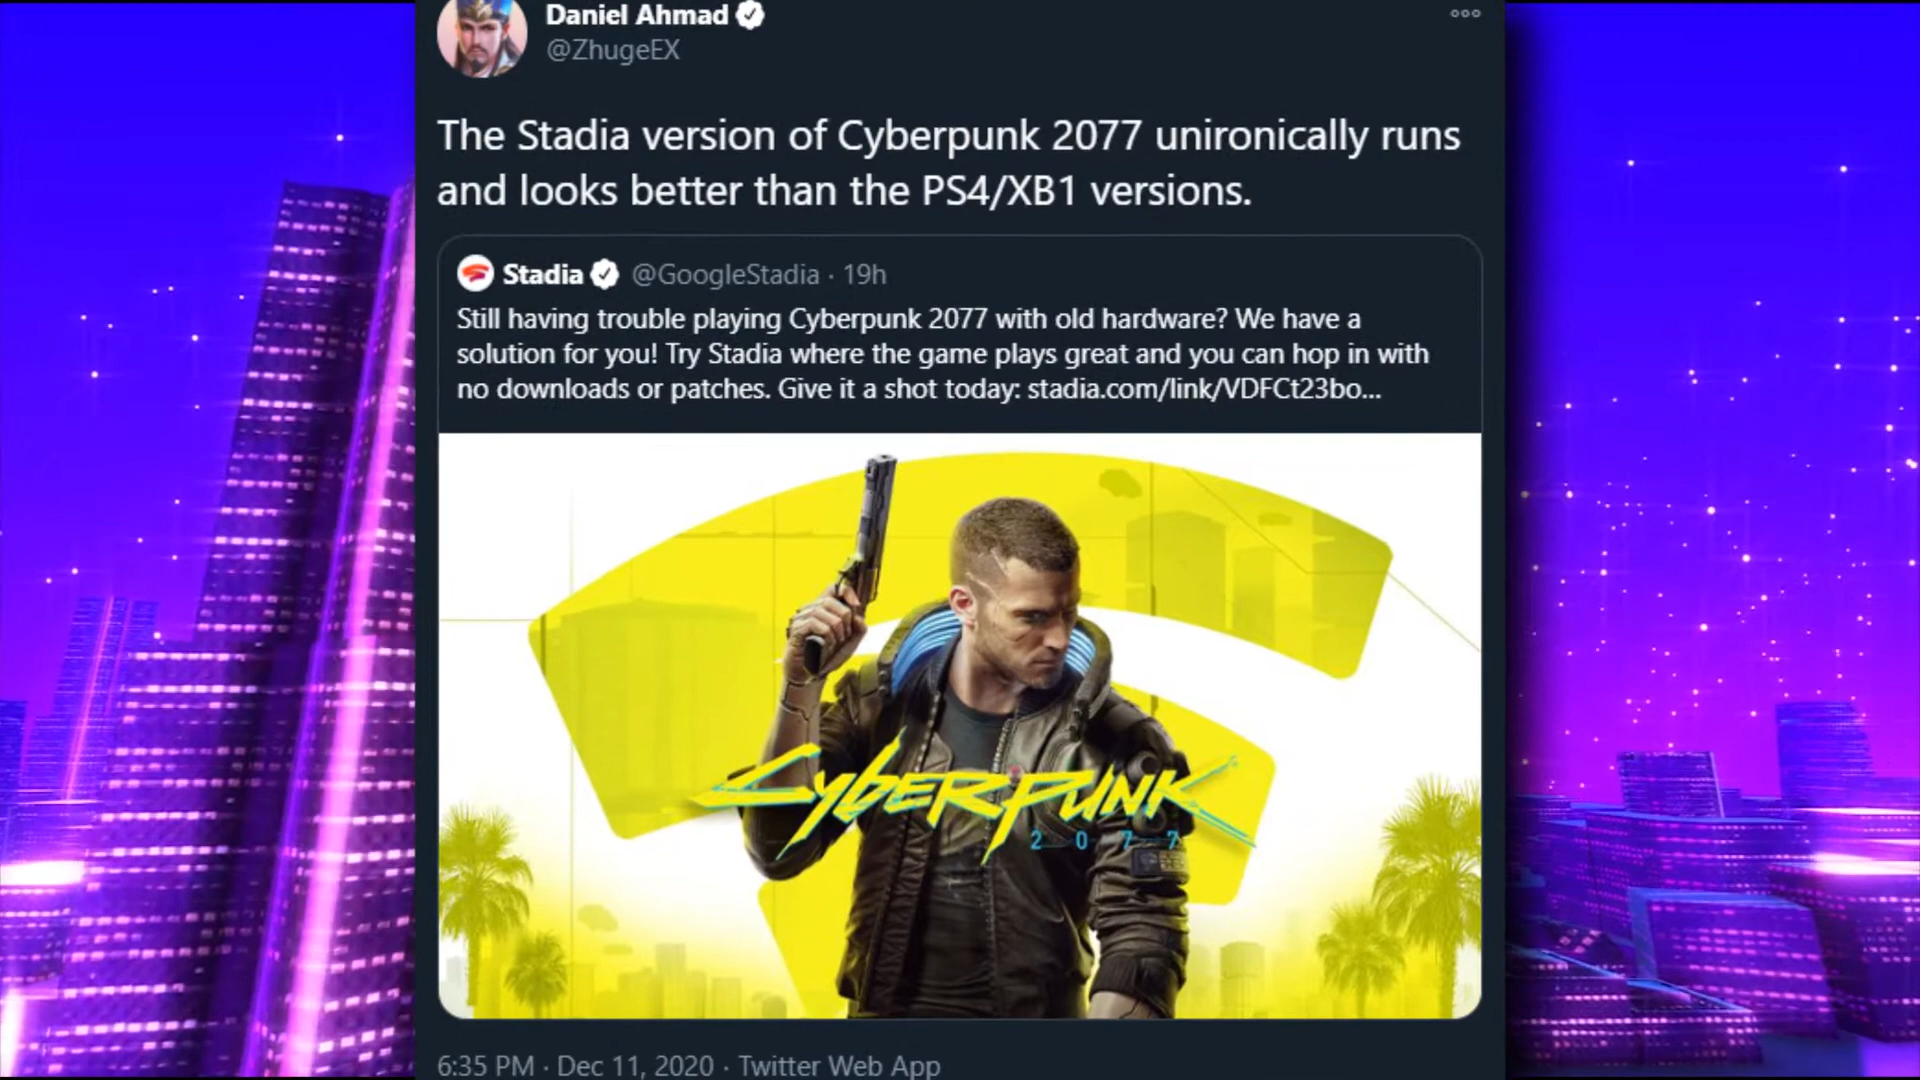 Daniel Ahmad
@ZhugeEX
The Stadia version of Cyberpunk 2077 unironically runs
and looks better than the PS4/XB1 versions.
Stadia @GoogleStadia · 19h
Still having trouble playing Cyberpunk 2077 with old hardware? We have a
solution for you! Try Stadia where the game plays great and you can hop in with
no downloads or patches. Give it a shot today: stadia.com/link/VDFCt23bo...
CYBERPUNK
2077
6:35 PM · Dec 11, 2020 · Twitter Web App